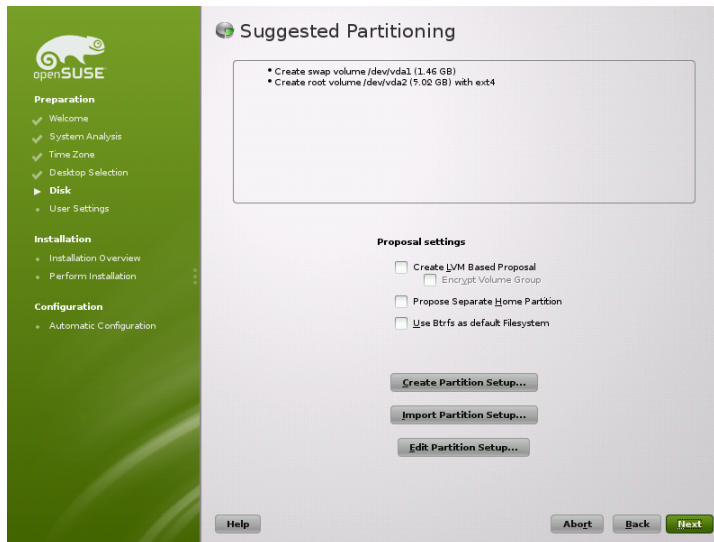 openSUSE
Preparation
Welcome
System Analysis
Time Zone
Desktop Selection
Disk
User Settings
Installation
Installation Overview
Perform Installation
Configuration
Automatic Configuration
Suggested Partitioning
• Create swap volume /dev/vda1 (1.46 GB)
• Create root volume /dev/vda2 (5.02 GB) with ext4
Proposal settings
Create LVM Based Proposal
Encrypt Volume Group
Propose Separate Home Partition
Use Btrfs as default Filesystem
Create Partition Setup...
Import Partition Setup...
Edit Partition Setup...
Help
Abort
Back
Next